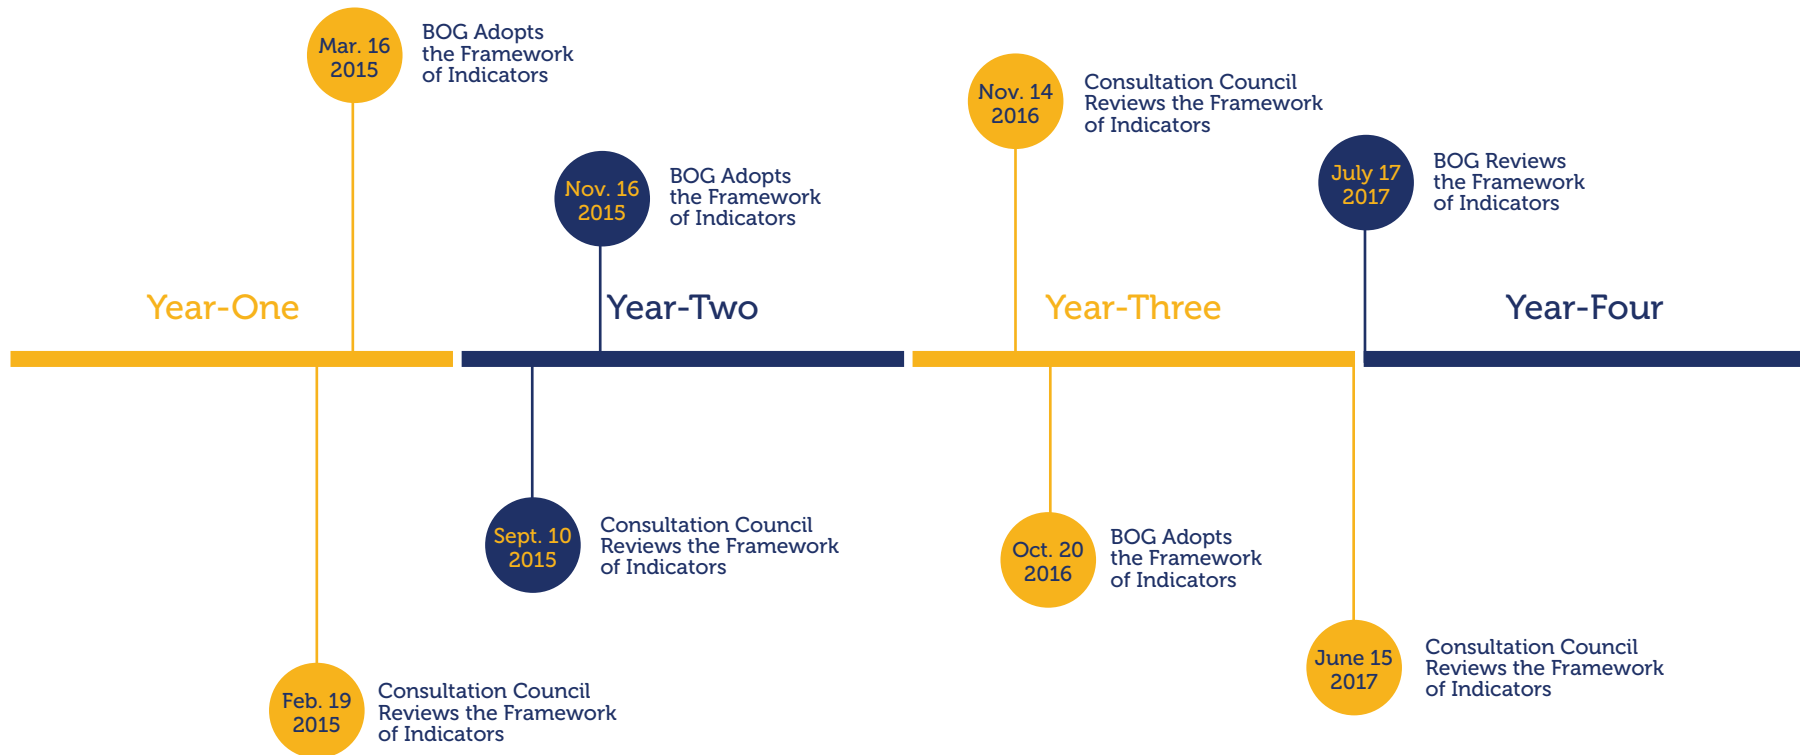 Mar. 16
2015
BOG Adopts
the Framework
of Indicators
Nov. 14
2016
Consultation Council
Reviews the Framework
of Indicators
Nov. 16
2015
BOG Adopts
the Framework
of Indicators
July 17
2017
BOG Reviews
the Framework
of Indicators
Year-One
Year-Two
Year-Three
Year-Four
Sept. 10
2015
Consultation Council
Reviews the Framework
of Indicators
Oct. 20
2016
BOG Adopts
the Framework
of Indicators
June 15
2017
Consultation Council
Reviews the Framework
of Indicators
Feb. 19
2015
Consultation Council
Reviews the Framework
of Indicators